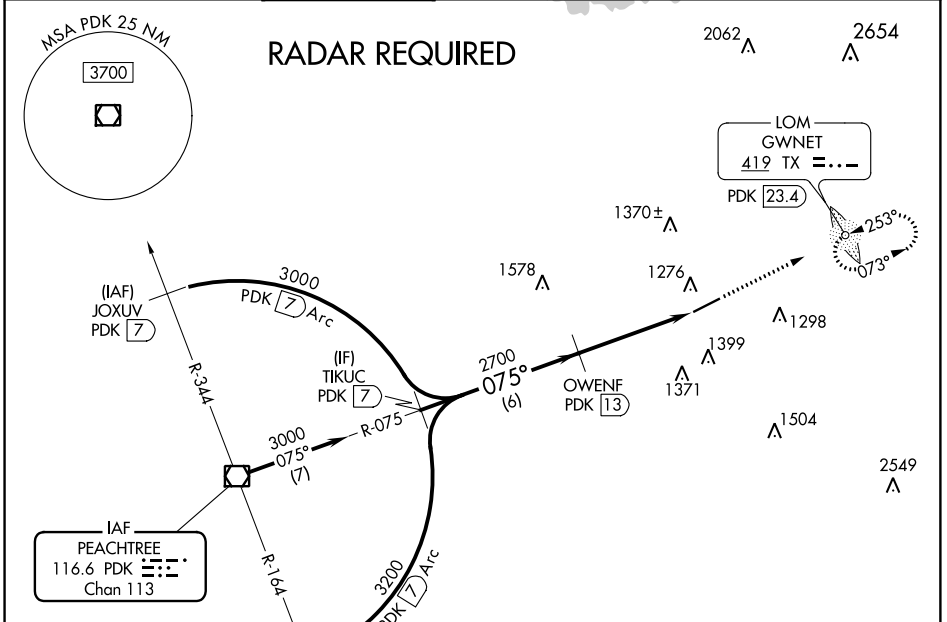 MSA PDK 25 NM
3700
RADAR REQUIRED
2062
2654
LOM
GWNET
419 TX
PDK 23.4
253°
073°
1370±
1578
1276
1298
1399
1371
1504
2549
3000
PDK 7 Arc
(IAF)
JOXUV
PDK 7
R-344
(IF)
TIKUC
PDK 7
2700
075°
(6)
OWENF
PDK 13
R-075
3000
075°
(7)
IAF
PEACHTREE
116.6 PDK
Chan 113
R-164
3200
PDK 7 Arc